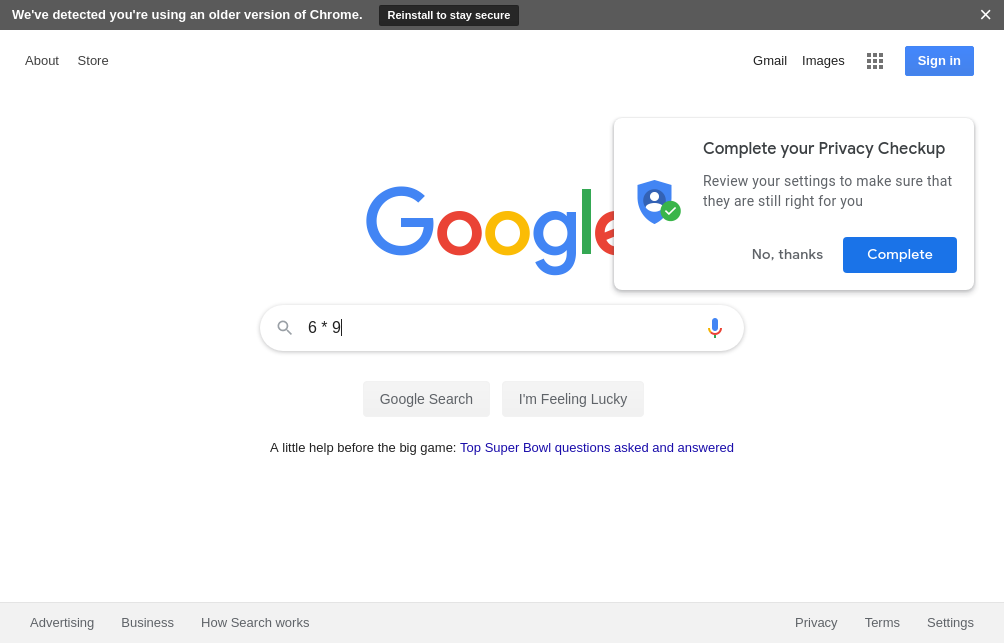 We've detected you're using an older version of Chrome. Reinstall to stay secure
About Store
Gmail Images Sign in
Complete your Privacy Checkup
Review your settings to make sure that
they are still right for you
No, thanks Complete
Google
6 * 9
Google Search I'm Feeling Lucky
A little help before the big game: Top Super Bowl questions asked and answered
Advertising Business How Search works
Privacy Terms Settings